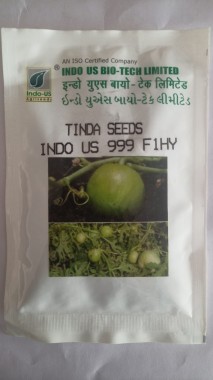 AN ISO Certified Company
INDO US BIO-TECH LIMITED
इन्डो युएस बायो-टेक लिमिटेड
ઈન્ડો યુએસ બાયો-ટેક લીમીટેડ
Indo-US
TINDA SEEDS
INDO US 999 F1HY